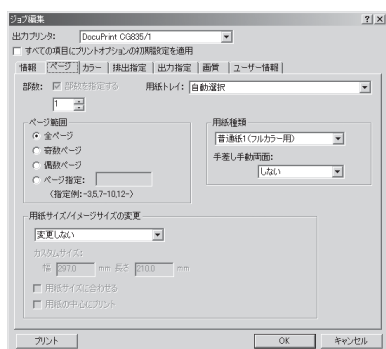 ジョブ編集
出力プリンタ: DocuPrint CG835/1
すべての項目にプリントオプションの初期設定を適用
情報 ページ カラー 排出指定 出力指定 画質 ユーザー情報
部数: 部数を指定する 用紙トレイ: 自動選択
1
ページ範囲
全ページ
奇数ページ
偶数ページ
ページ指定:
(指定例:-3,5,7-10,12-)
用紙種類
普通紙1(フルカラー用)
手差し手動両面:
しない
用紙サイズ/イメージサイズの変更
変更しない
カスタムサイズ:
幅 297.0 mm 長さ 210.0 mm
用紙サイズに合わせる
用紙の中心にプリント
プリント OK キャンセル